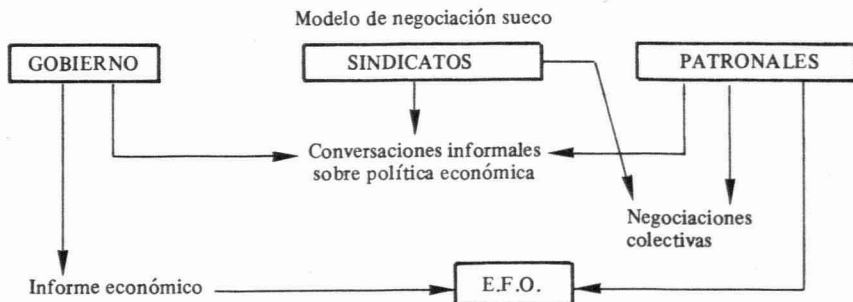 Modelo de negociación sueco
GOBIERNO
SINDICATOS
PATRONALES
Conversaciones informales
sobre política económica
Negociaciones
colectivas
Informe económico
E.F.O.